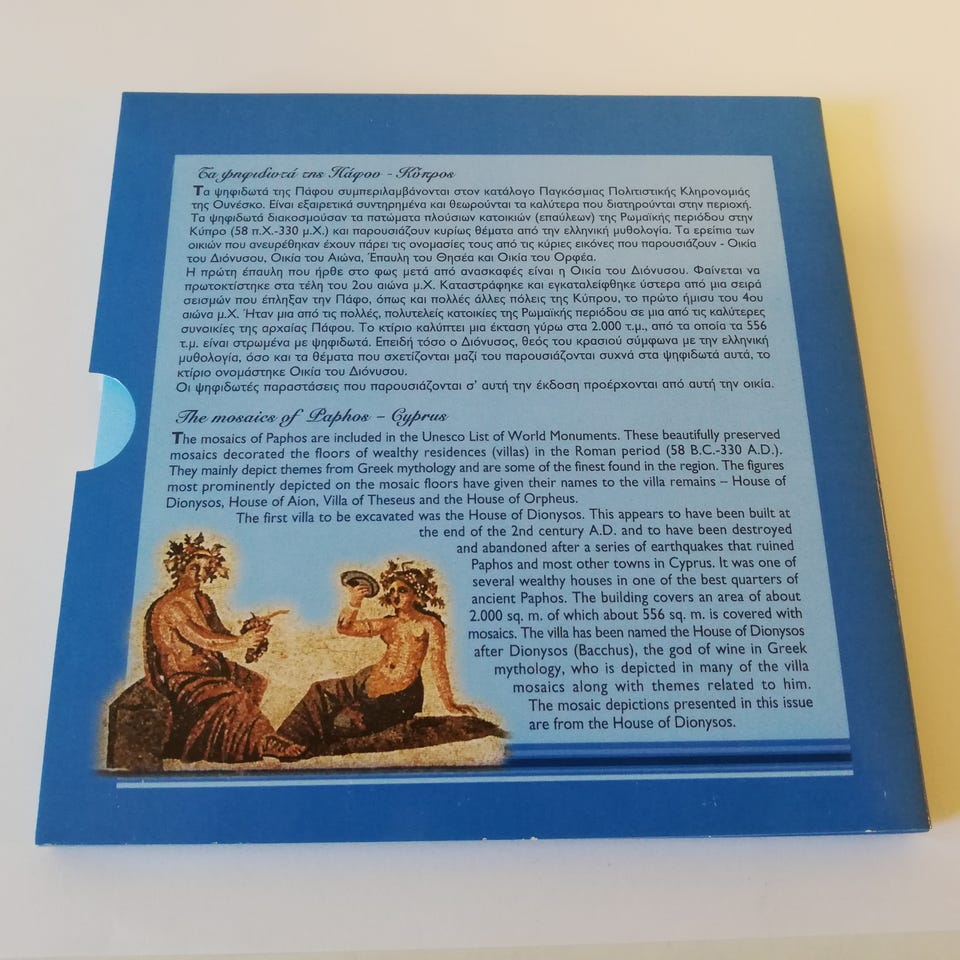 Τα ψηφιδωτά της Πάφου - Κύπρος
Τα ψηφιδωτά της Πάφου συμπεριλαμβάνονται στον κατάλογο Παγκόσμιας Πολιτιστικής Κληρονομιάς
της Ουνέσκο. Είναι εξαιρετικά συντηρημένα και θεωρούνται τα καλύτερα που διατηρούνται στην περιοχή.
Τα ψηφιδωτά διακοσμούσαν τα πατώματα πλούσιων κατοικιών (επαύλεων) της Ρωμαϊκής περιόδου στην
Κύπρο (58 π.Χ.-330 μ.Χ.) και παρουσιάζουν κυρίως θέματα από την ελληνική μυθολογία. Τα ερείπια των
οικιών που ανευρέθηκαν έχουν πάρει τις ονομασίες τους από τις κύριες εικόνες που παρουσιάζουν - Οικία
του Διόνυσου, Οικία του Αιώνα, Έπαυλη του Θησέα και Οικία του Ορφέα.
Η πρώτη έπαυλη που ήρθε στο φως μετά από ανασκαφές είναι η Οικία του Διόνυσου. Φαίνεται να
πρωτοκτίστηκε στα τέλη του 2ου αιώνα μ.Χ. Καταστράφηκε και εγκαταλείφθηκε ύστερα από μια σειρά
σεισμών που έπληξαν την Πάφο, όπως και πολλές άλλες πόλεις της Κύπρου, το πρώτο ήμισυ του 4ου
αιώνα μ.Χ. Ήταν μια από τις πολλές, πολυτελείς κατοικίες της Ρωμαϊκής περιόδου σε μια από τις καλύτερες
συνοικίες της αρχαίας Πάφου. Το κτίριο καλύπτει μια έκταση γύρω στα 2.000 τ.μ., από τα οποία τα 556
τ.μ. είναι στρωμένα με ψηφιδωτά. Επειδή τόσο ο Διόνυσος, θεός του κρασιού σύμφωνα με την ελληνική
μυθολογία, όσο και τα θέματα που σχετίζονται μαζί του παρουσιάζονται συχνά στα ψηφιδωτά αυτά, το
κτίριο ονομάστηκε Οικία του Διόνυσου.
Οι ψηφιδωτές παραστάσεις που παρουσιάζονται σ' αυτή την έκδοση προέρχονται από αυτή την οικία.
The mosaics of Paphos – Cyprus
The mosaics of Paphos are included in the Unesco List of World Monuments. These beautifully preserved
mosaics decorated the floors of wealthy residences (villas) in the Roman period (58 B.C.-330 A.D.).
They mainly depict themes from Greek mythology and are some of the finest found in the region. The figures
most prominently depicted on the mosaic floors have given their names to the villa remains – House of
Dionysos, House of Aion, Villa of Theseus and the House of Orpheus.
The first villa to be excavated was the House of Dionysos. This appears to have been built at
the end of the 2nd century A.D. and to have been destroyed
and abandoned after a series of earthquakes that ruined
Paphos and most other towns in Cyprus. It was one of
several wealthy houses in one of the best quarters of
ancient Paphos. The building covers an area of about
2.000 sq. m. of which about 556 sq. m. is covered with
mosaics. The villa has been named the House of Dionysos
after Dionysos (Bacchus), the god of wine in Greek
mythology, who is depicted in many of the villa
mosaics along with themes related to him.
The mosaic depictions presented in this issue
are from the House of Dionysos.